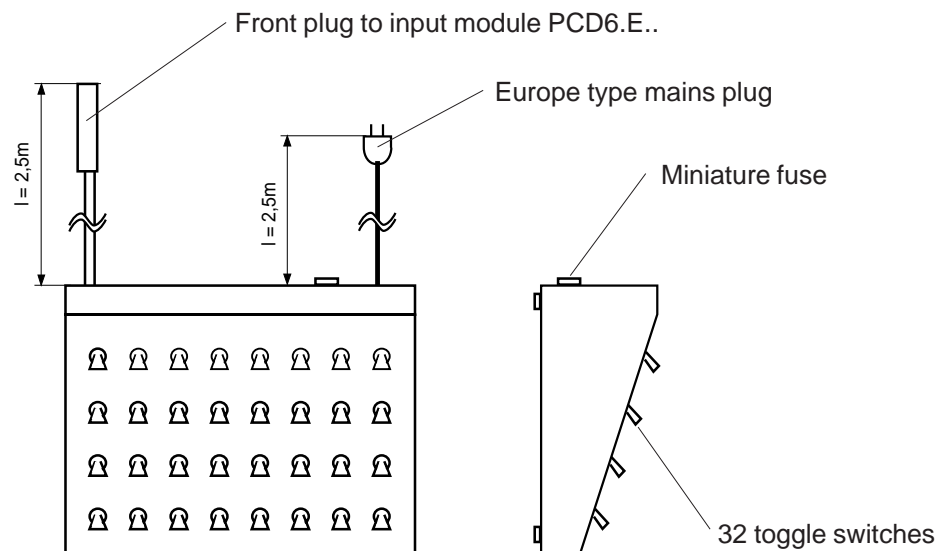 Front plug to input module PCD6.E..
Europe type mains plug
l = 2,5m
l = 2,5m
Miniature fuse
32 toggle switches